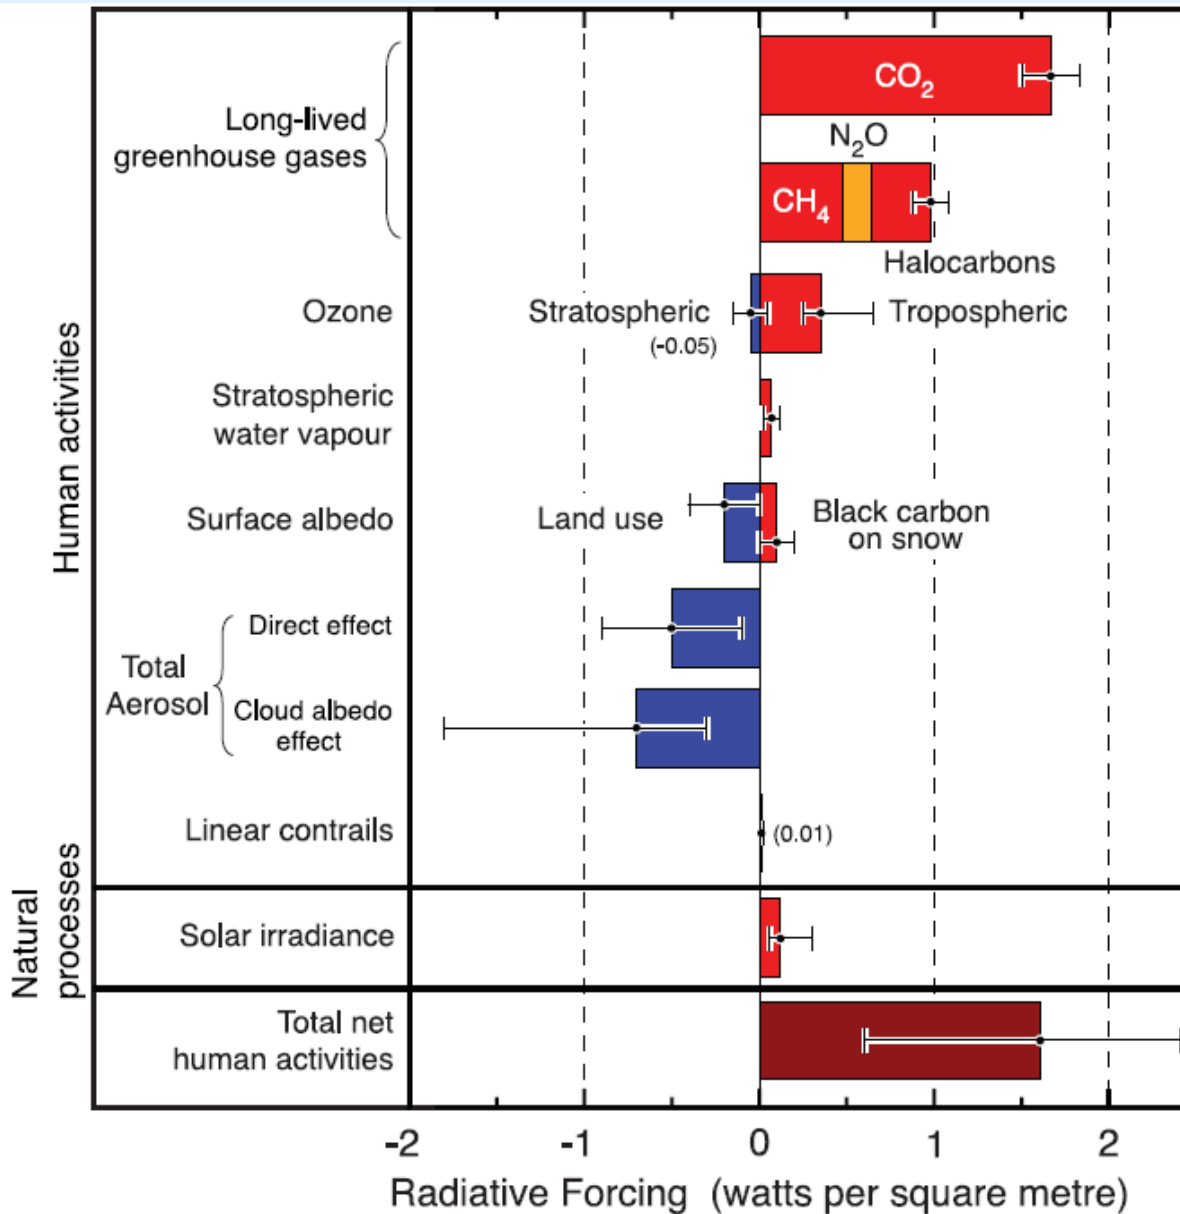 CO2
Long-lived
greenhouse gases
N2O
CH4
Halocarbons
Ozone
Stratospheric
(-0.05)
Tropospheric
Stratospheric
water vapour
Human activities
Surface albedo
Land use
Black carbon
on snow
Direct effect
Total
Aerosol
Cloud albedo
effect
Linear contrails
(0.01)
Natural
processes
Solar irradiance
Total net
human activities
-2 -1 0 1 2
Radiative Forcing (watts per square metre)